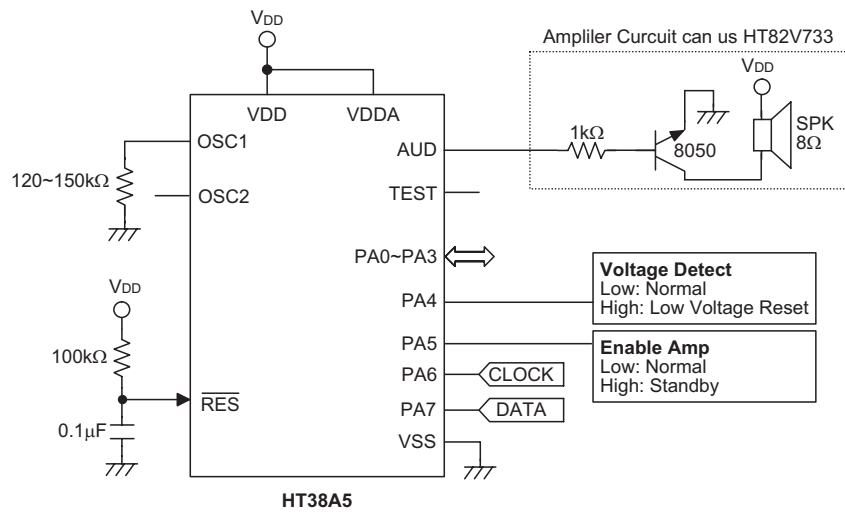 VDD
Ampliler Curcuit can us HT82V733
VDD
VDD
VDDA
OSC1
AUD
1kΩ
8050
SPK
8Ω
120~150kΩ
OSC2
TEST
PA0~PA3
VDD
Voltage Detect
Low: Normal
High: Low Voltage Reset
PA4
100kΩ
PA5
Enable Amp
Low: Normal
High: Standby
PA6
CLOCK
RES
PA7
DATA
0.1μF
VSS
HT38A5